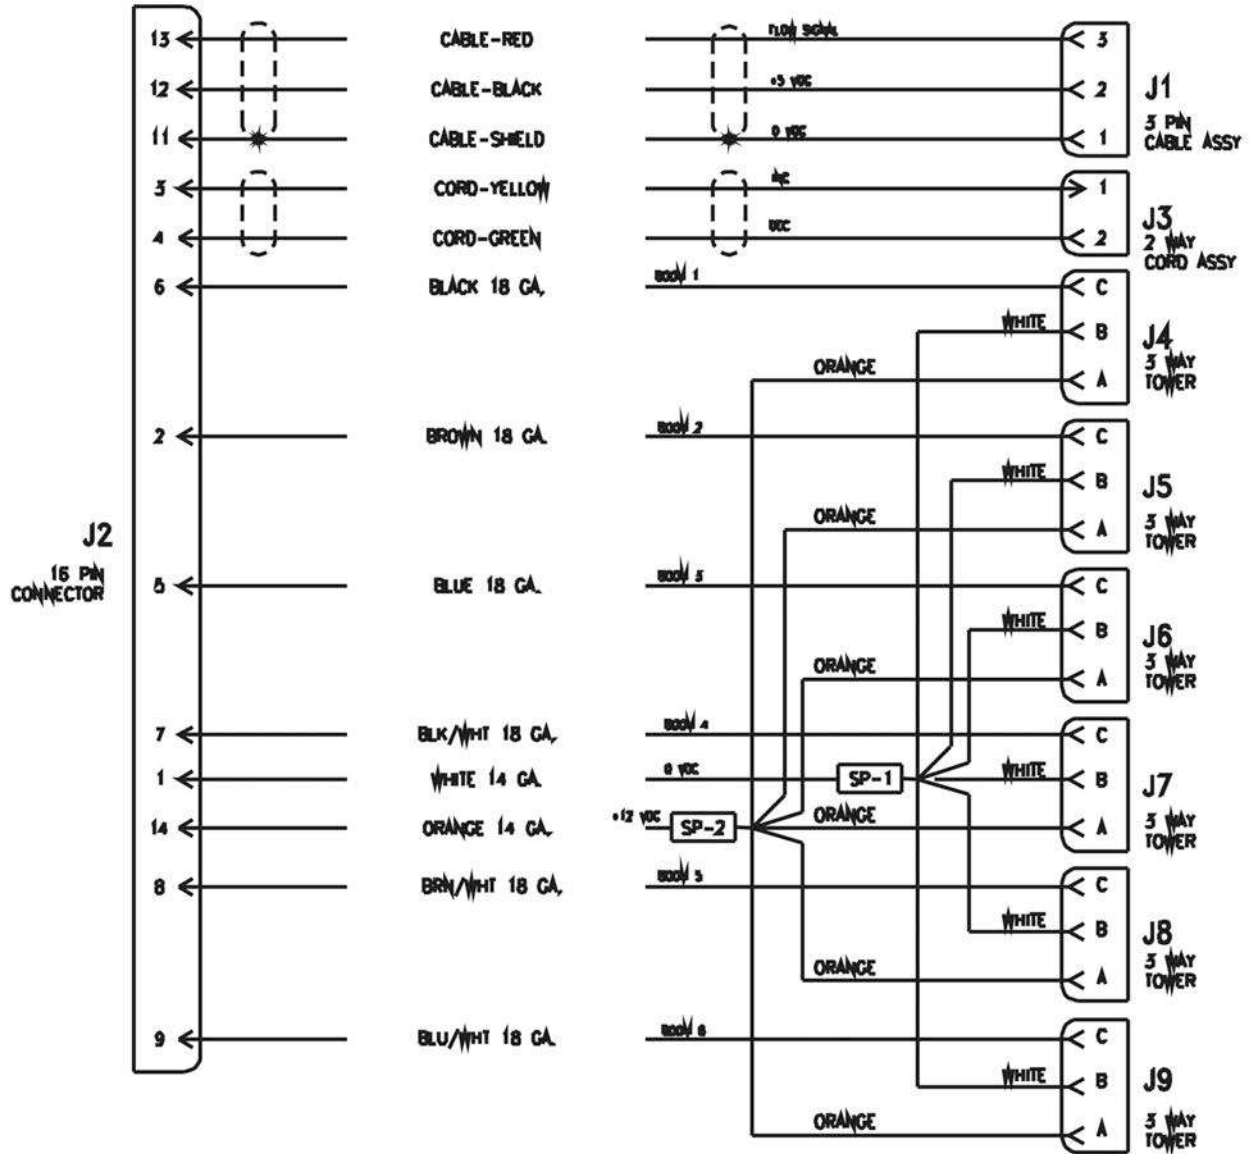 13 CABLE-RED FLOW SIGNAL 3
12 CABLE-BLACK +5 VDC 2 J1
11 CABLE-SHIELD 0 VDC 1 3 PIN
CABLE ASSY
3 CORD-YELLOW INC 1
4 CORD-GREEN DEC 2 J3
2 WAY
CORD ASSY
6 BLACK 18 GA. BOOM 1 C
WHITE B J4
ORANGE A 3 WAY
TOWER
2 BROWN 18 GA. BOOM 2 C
WHITE B J5
ORANGE A 3 WAY
TOWER
J2
16 PIN
CONNECTOR
5 BLUE 18 GA. BOOM 3 C
WHITE B J6
ORANGE A 3 WAY
TOWER
7 BLK/WHT 18 GA. BOOM 4 C
1 WHITE 14 GA. 0 VDC SP-1 WHITE B J7
14 ORANGE 14 GA. +12 VDC SP-2 ORANGE A 3 WAY
TOWER
8 BRN/WHT 18 GA. BOOM 5 C
WHITE B J8
ORANGE A 3 WAY
TOWER
9 BLU/WHT 18 GA. BOOM 6 C
WHITE B J9
ORANGE A 3 WAY
TOWER